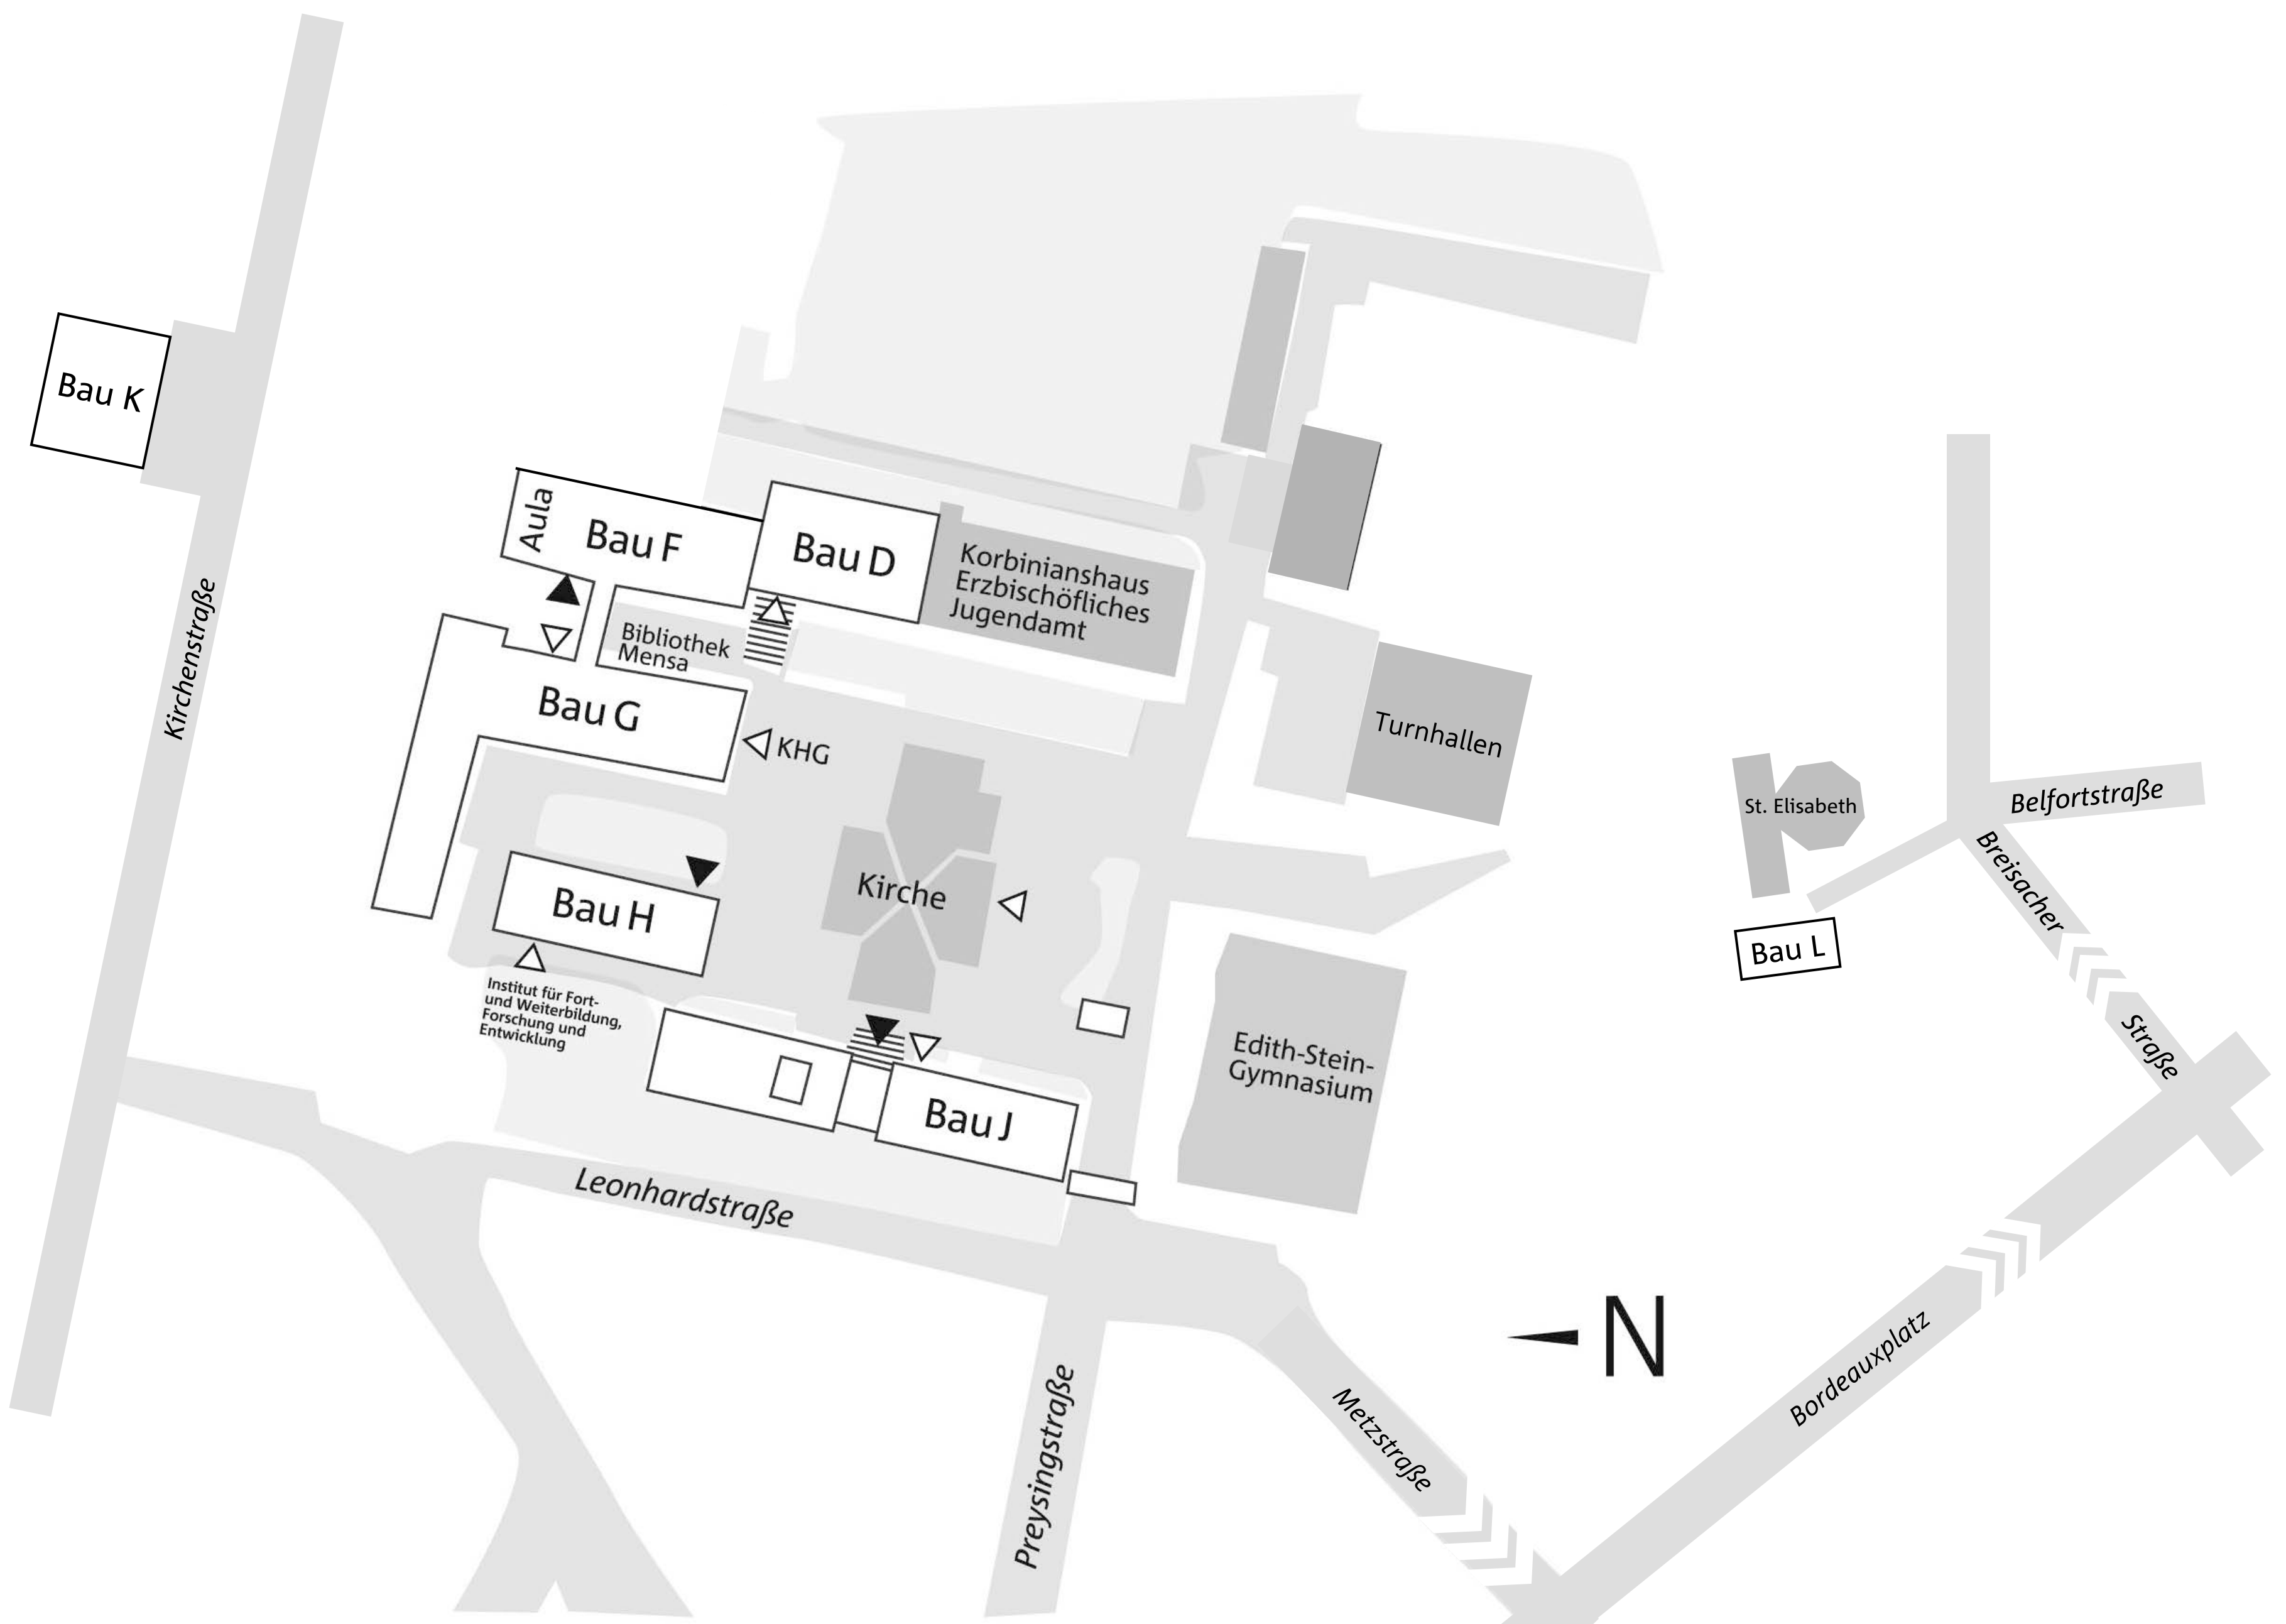 Bau K
Kirchenstraße
Aula
Bau F
Bau D
Korbinianshaus
Erzbischöfliches
Jugendamt
Bibliothek
Mensa
Bau G
KHG
Turnhallen
Kirche
Bau H
Institut für Fort-
und Weiterbildung,
Forschung und
Entwicklung
Bau J
Edith-Stein-
Gymnasium
Leonhardstraße
Preysingstraße
Metzstraße
N
Bordeauxplatz
St. Elisabeth
Bau L
Belfortstraße
Breisacher
Straße